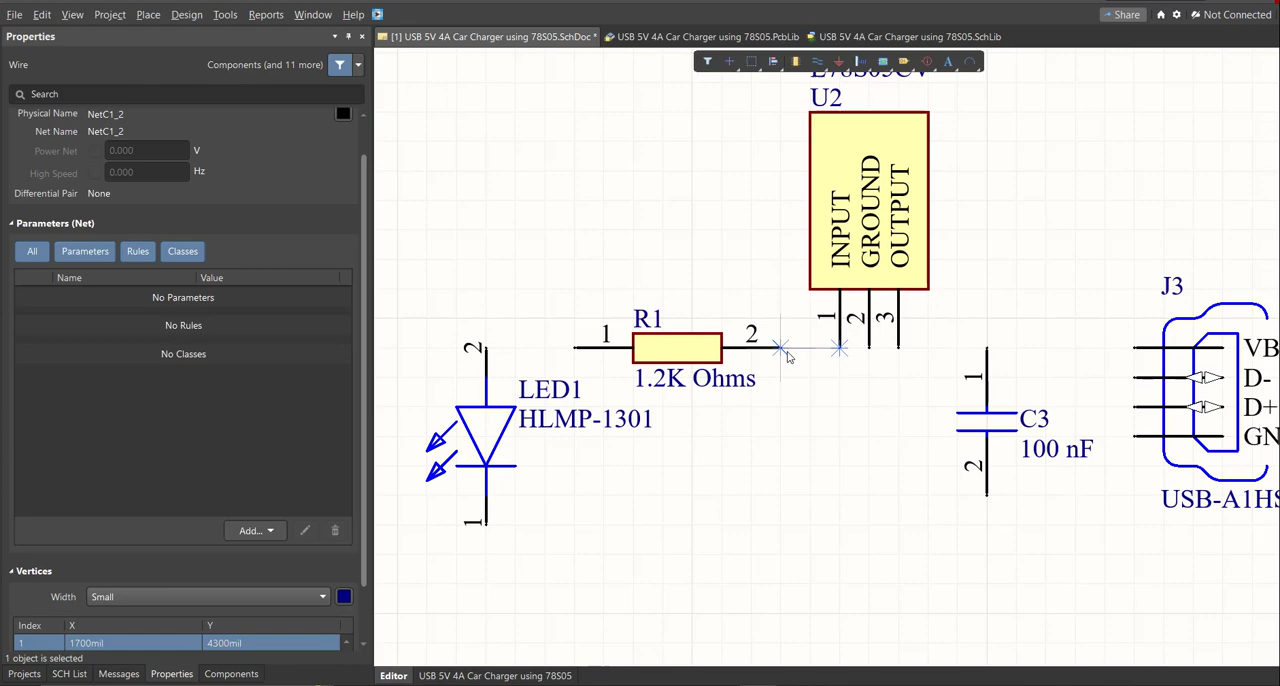 File Edit View Project Place Design Tools Reports Window Help
Share Not Connected
Properties
[1] USB 5V 4A Car Charger using 78S05.SchDoc * USB 5V 4A Car Charger using 78S05.PcbLib USB 5V 4A Car Charger using 78S05.SchLib
Wire Components (and 11 more)
Search
Physical Name NetC1_2
Net Name NetC1_2
Power Net 0.000 V
High Speed 0.000 Hz
Differential Pair None
Parameters (Net)
All Parameters Rules Classes
Name Value
No Parameters
No Rules
No Classes
Add...
Vertices
Width Small
Index X Y
1 1700mil 4300mil
1 object is selected
Projects SCH List Messages Properties Components
L78S05CV
U2
INPUT
GROUND
OUTPUT
1
2
3
R1
1
2
1.2K Ohms
2
LED1
HLMP-1301
1
1
C3
100 nF
2
J3
VB
D-
D+
GN
USB-A1HS
Editor USB 5V 4A Car Charger using 78S05